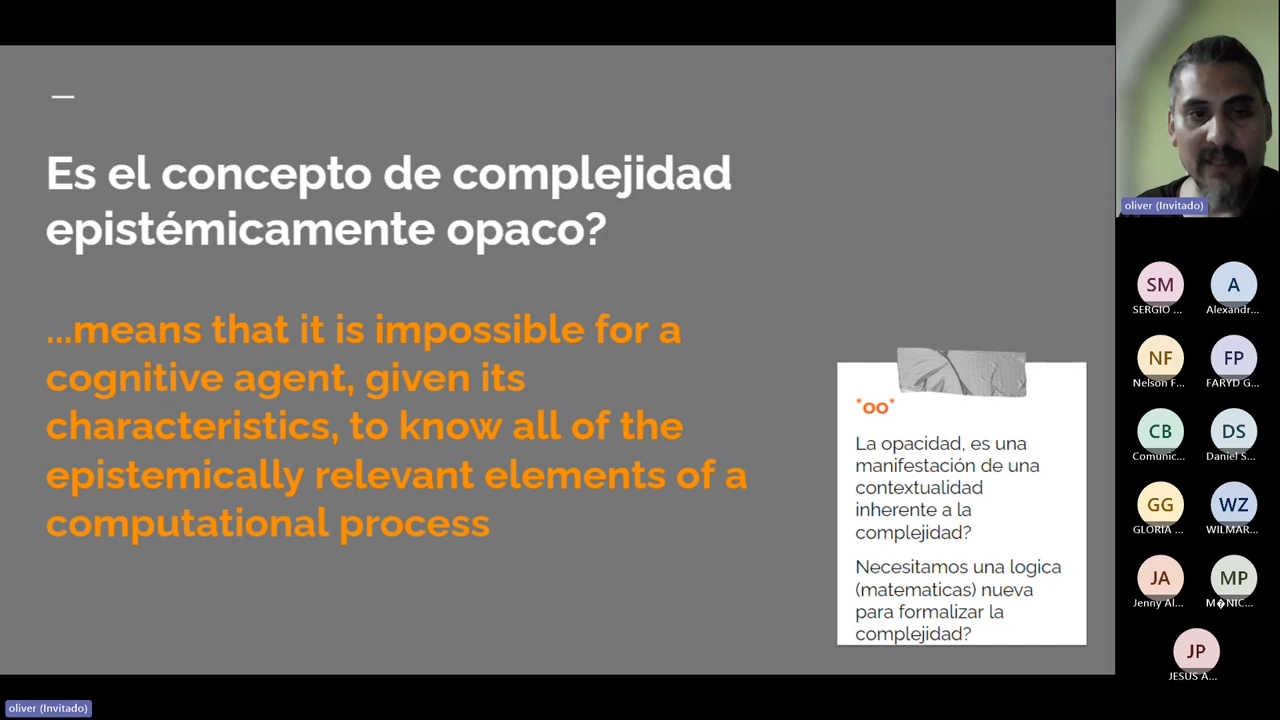 Es el concepto de complejidad
epistémicamente opaco?
...means that it is impossible for a
cognitive agent, given its
characteristics, to know all of the
epistemically relevant elements of a
computational process
*oo*
La opacidad, es una
manifestación de una
contextualidad
inherente a la
complejidad?
Necesitamos una logica
(matematicas) nueva
para formalizar la
complejidad?
oliver (Invitado)
SM
SERGIO ...
A
Alexandr...
NF
Nelson F...
FP
FARYD G...
CB
Comunic...
DS
Daniel S...
GG
GLORIA ...
WZ
WILMAR...
JA
Jenny Al...
MP
M�NIC...
JP
JESÚS A...
oliver (Invitado)